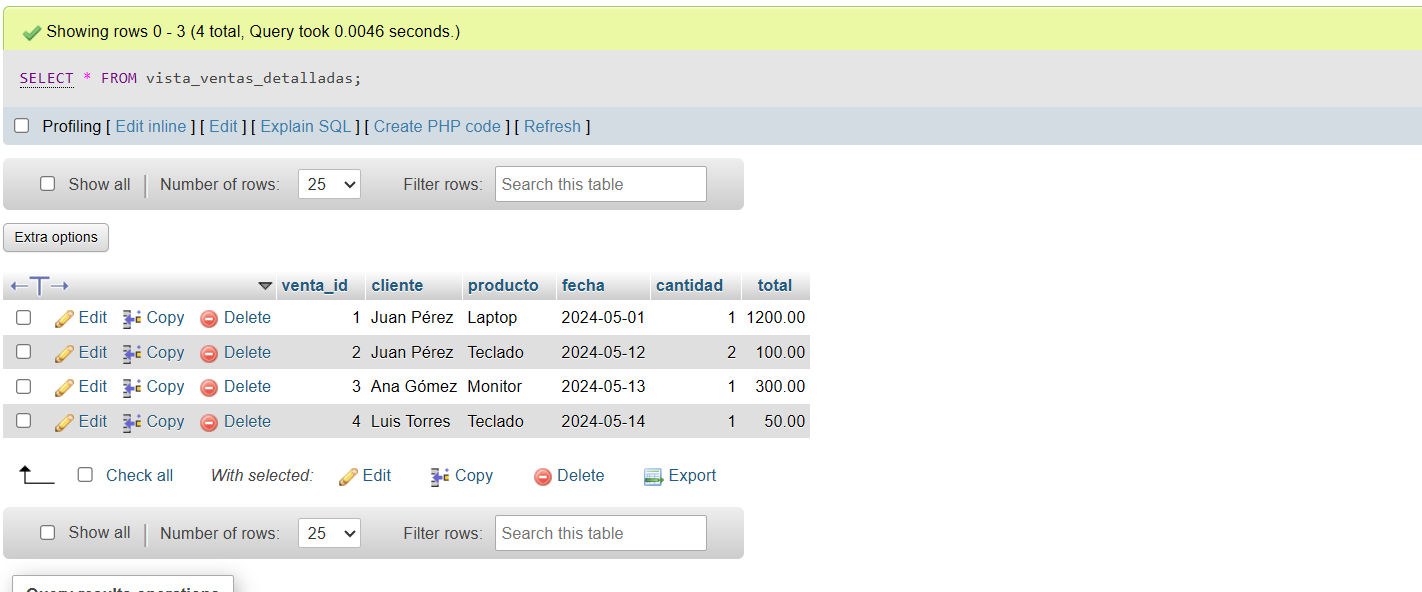 Showing rows 0 - 3 (4 total, Query took 0.0046 seconds.)
SELECT * FROM vista_ventas_detalladas;
Profiling [ Edit inline ] [ Edit ] [ Explain SQL ] [ Create PHP code ] [ Refresh ]
Show all Number of rows: 25 Filter rows: Search this table
Extra options
venta_id cliente producto fecha cantidad total
Edit Copy Delete 1 Juan Pérez Laptop 2024-05-01 1 1200.00
Edit Copy Delete 2 Juan Pérez Teclado 2024-05-12 2 100.00
Edit Copy Delete 3 Ana Gómez Monitor 2024-05-13 1 300.00
Edit Copy Delete 4 Luis Torres Teclado 2024-05-14 1 50.00
Check all With selected: Edit Copy Delete Export
Show all Number of rows: 25 Filter rows: Search this table
Query results operations